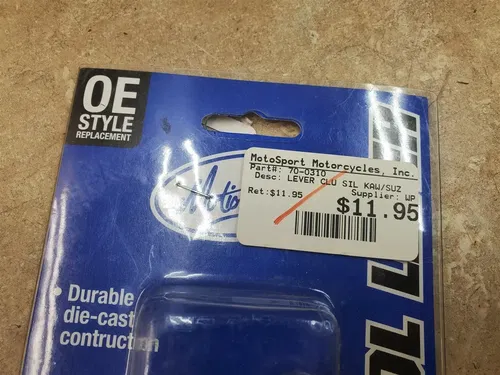 OE
STYLE
REPLACEMENT
MotoSport Motorcycles, Inc.
Part#: 70-0310
Desc: LEVER CLU SIL KAW/SUZ
Ret:$11.95 Supplier: WP
$11.95
• Durable
die-cast
contruction